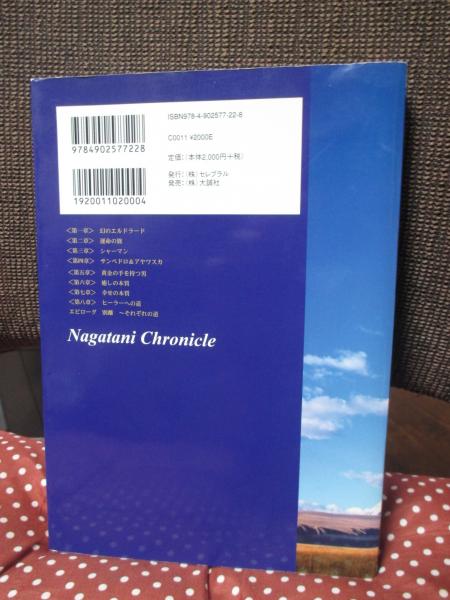 ISBN978-4-902577-22-8
C0011 ¥2000E
定価:(本体2,000円+税)
発行:(株)セレブラル
発売:(株)大誠社
9784902577228
1920011020004
<第一章> 幻のエルドラード
<第二章> 運命の旅
<第三章> シャーマン
<第四章> サンペドロ&アヤワスカ
<第五章> 黄金の手を持つ男
<第六章> 癒しの本質
<第七章> 幸せの本質
<第八章> ヒーラーへの道
エピローグ 別離 〜それぞれの道
Nagatani Chronicle